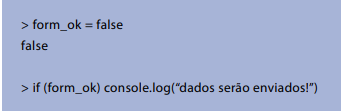 > form_ok = false
false
> if (form_ok) console.log(“dados serão enviados!”)